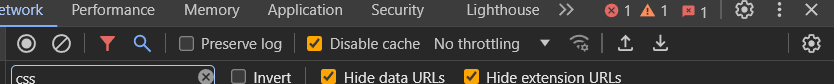 etwork Performance Memory Application Security Lighthouse 1 1 1
Preserve log Disable cache No throttling
css Invert Hide data URLs Hide extension URLs